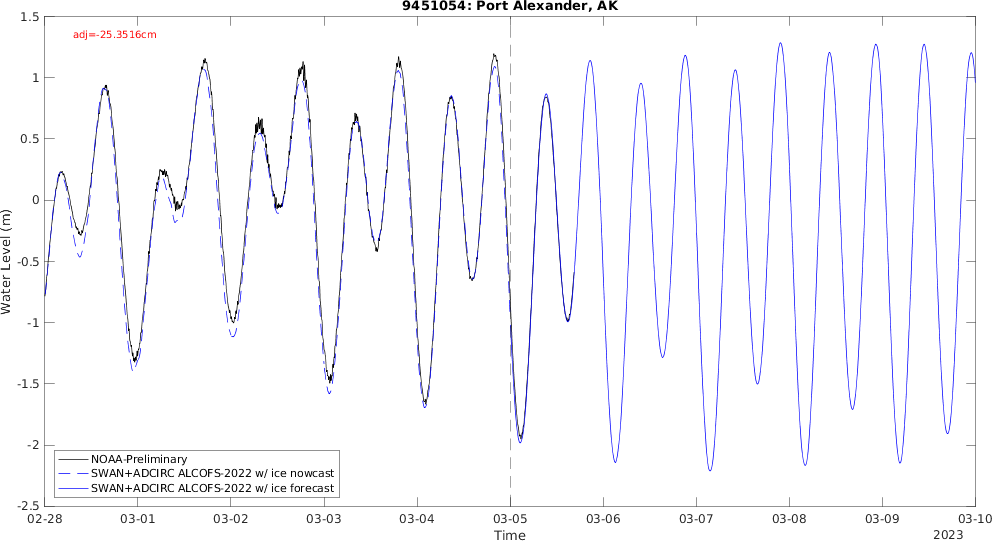 9451054: Port Alexander, AK
adj=-25.3516cm
1.5
1
0.5
0
-0.5
-1
-1.5
-2
-2.5
Water Level (m)
NOAA-Preliminary
SWAN+ADCIRC ALCOFS-2022 w/ ice nowcast
SWAN+ADCIRC ALCOFS-2022 w/ ice forecast
02-28 03-01 03-02 03-03 03-04 03-05 03-06 03-07 03-08 03-09 03-10
Time
2023